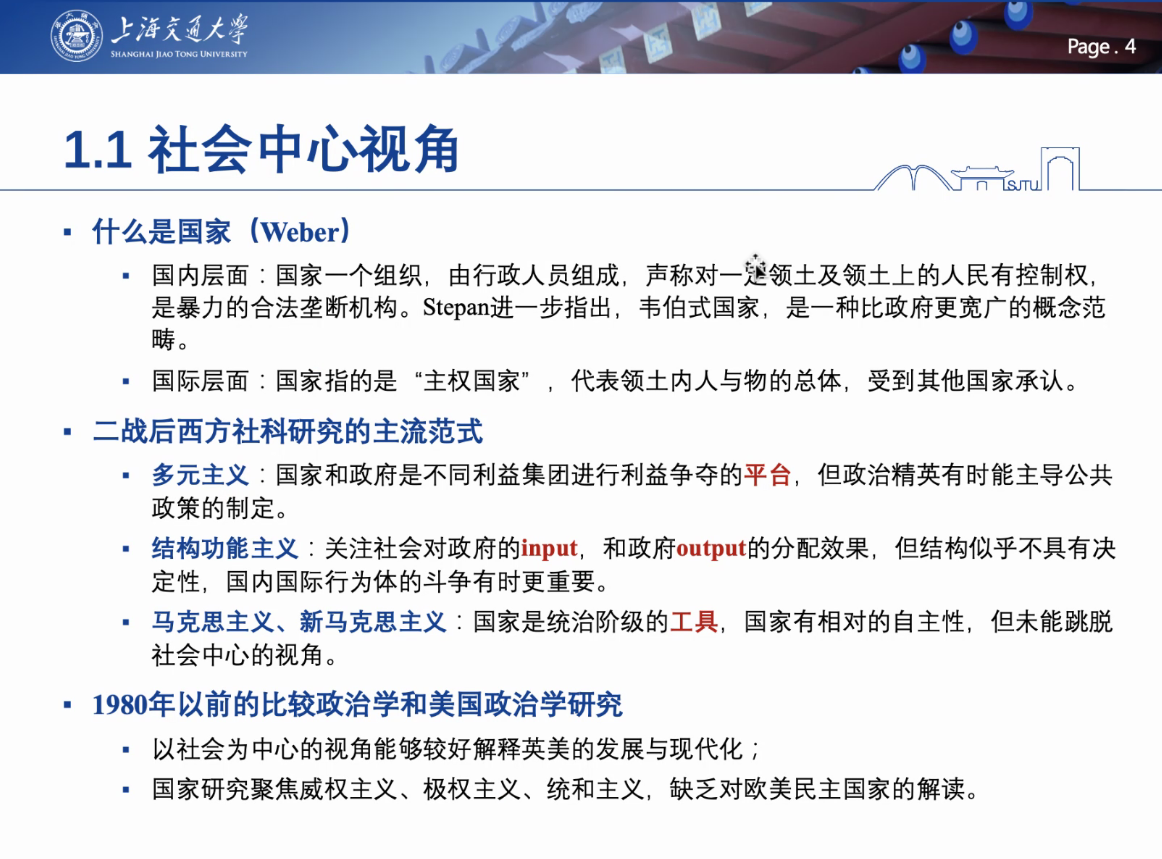 上海交通大学
SHANGHAI JIAO TONG UNIVERSITY
Page . 4
1.1 社会中心视角
SJTU
▪ 什么是国家（Weber）
▪ 国内层面：国家一个组织，由行政人员组成，声称对一定领土及领土上的人民有控制权，
是暴力的合法垄断机构。Stepan进一步指出，韦伯式国家，是一种比政府更宽广的概念范
畴。
▪ 国际层面：国家指的是“主权国家”，代表领土内人与物的总体，受到其他国家承认。
▪ 二战后西方社科研究的主流范式
▪ 多元主义：国家和政府是不同利益集团进行利益争夺的平台，但政治精英有时能主导公共
政策的制定。
▪ 结构功能主义：关注社会对政府的input，和政府output的分配效果，但结构似乎不具有决
定性，国内国际行为体的斗争有时更重要。
▪ 马克思主义、新马克思主义：国家是统治阶级的工具，国家有相对的自主性，但未能跳脱
社会中心的视角。
▪ 1980年以前的比较政治学和美国政治学研究
▪ 以社会为中心的视角能够较好解释英美的发展与现代化；
▪ 国家研究聚焦威权主义、极权主义、统和主义，缺乏对欧美民主国家的解读。